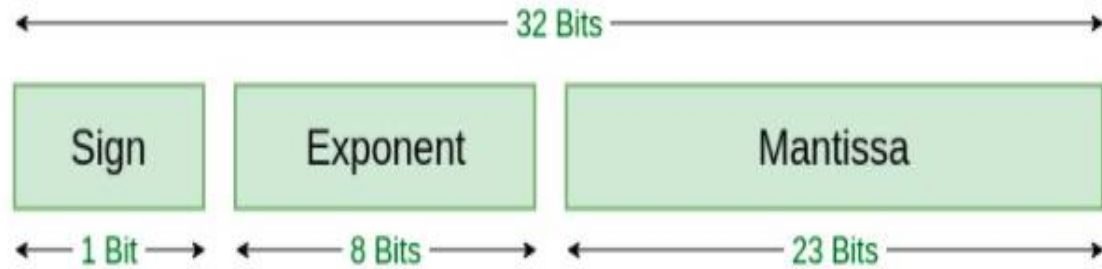 32 Bits
Sign Exponent Mantissa
1 Bit 8 Bits 23 Bits